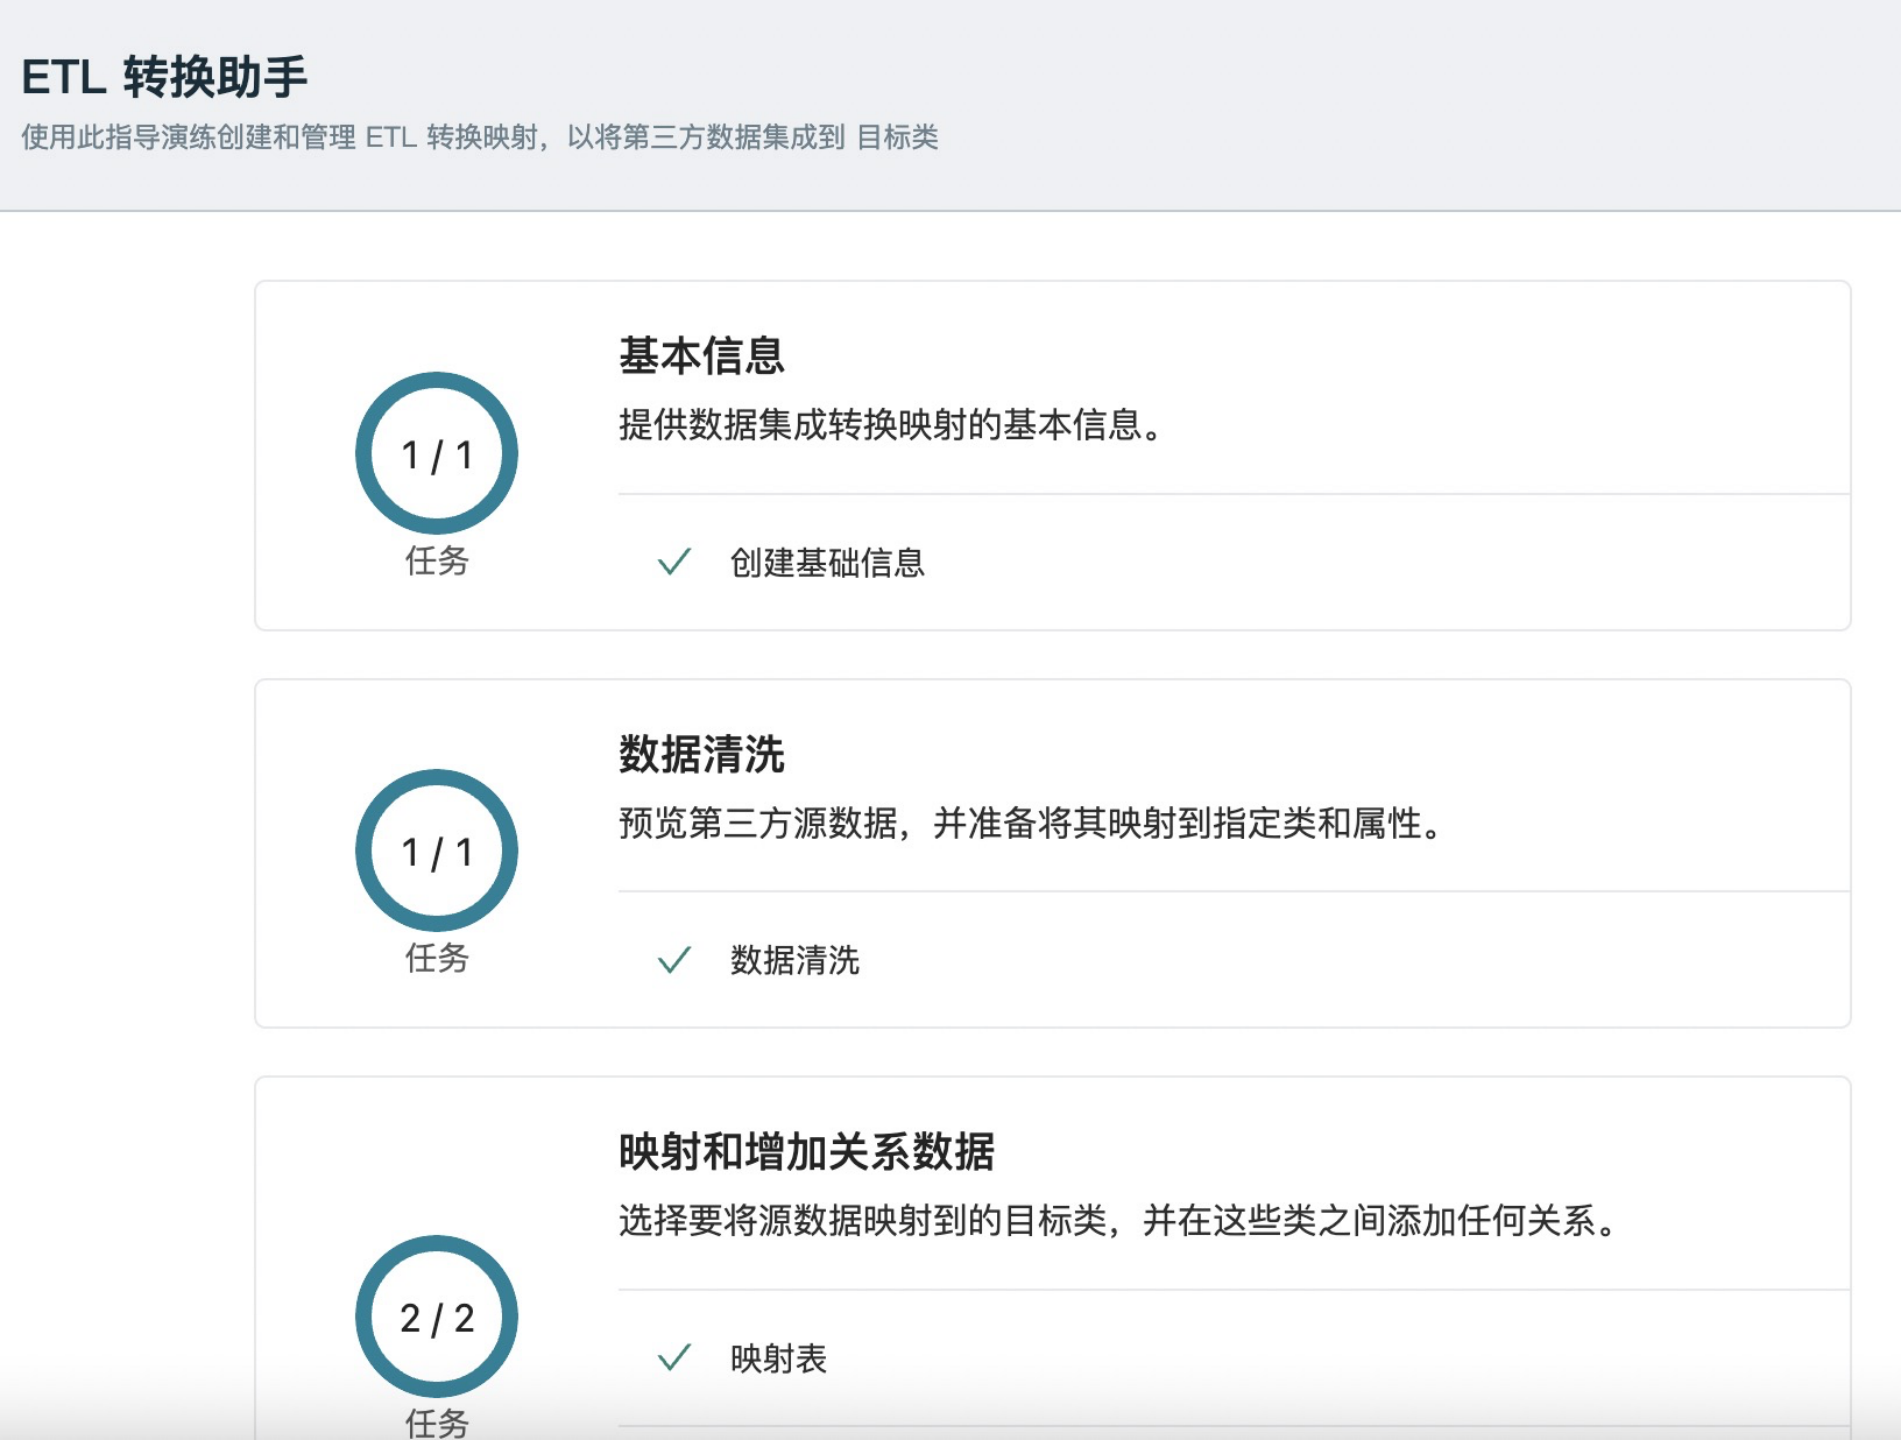 ETL 转换助手
使用此指导演练创建和管理 ETL 转换映射，以将第三方数据集成到 目标类
基本信息
提供数据集成转换映射的基本信息。
1 / 1
任务
创建基础信息
数据清洗
预览第三方源数据，并准备将其映射到指定类和属性。
1 / 1
任务
数据清洗
映射和增加关系数据
选择要将源数据映射到的目标类，并在这些类之间添加任何关系。
2 / 2
任务
映射表